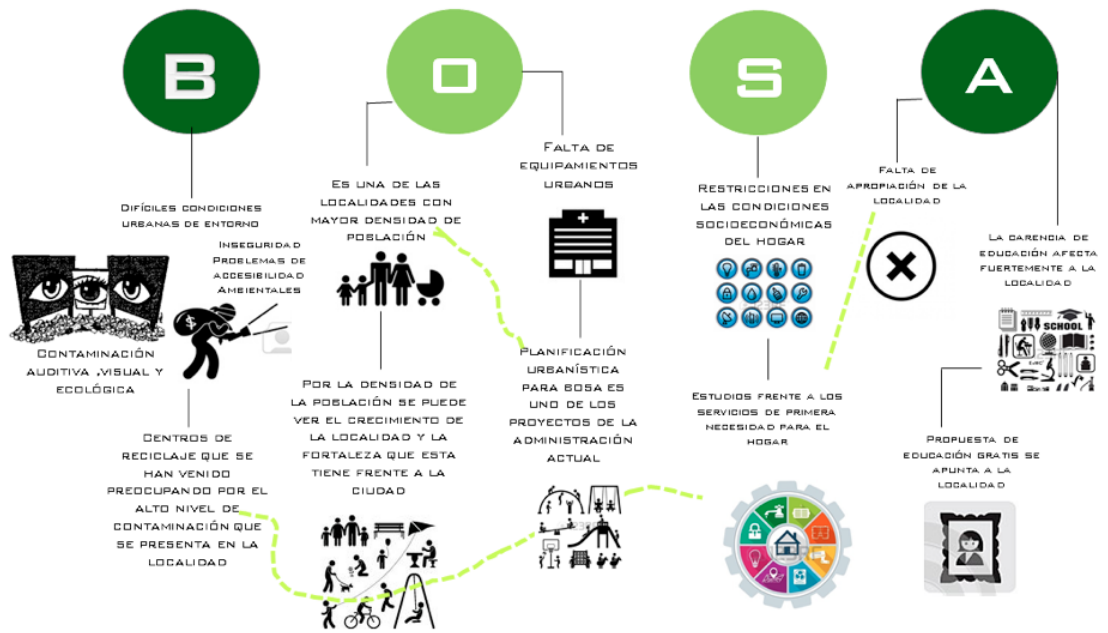 B
O
S
A
DIFÍCILES CONDICIONES
URBANAS DE ENTORNO
INSEGURIDAD
PROBLEMAS DE
ACCESIBILIDAD
AMBIENTALES
CONTAMINACIÓN
AUDITIVA ,VISUAL Y
ECOLÓGICA
CENTROS DE
RECICLAJE QUE SE
HAN VENIDO
PREOCUPANDO POR EL
ALTO NIVEL DE
CONTAMINACIÓN QUE
SE PRESENTA EN LA
LOCALIDAD
ES UNA DE LAS
LOCALIDADES CON
MAYOR DENSIDAD DE
POBLACIÓN
POR LA DENSIDAD DE
LA POBLACIÓN SE PUEDE
VER EL CRECIMIENTO DE
LA LOCALIDAD Y LA
FORTALEZA QUE ESTA
TIENE FRENTE A LA
CIUDAD
FALTA DE
EQUIPAMIENTOS
URBANOS
PLANIFICACIÓN
URBANÍSTICA
PARA BOSA ES
UNO DE LOS
PROYECTOS DE LA
ADMINISTRACIÓN
ACTUAL
RESTRICCIONES EN
LAS CONDICIONES
SOCIOECONÓMICAS
DEL HOGAR
ESTUDIOS FRENTE A LOS
SERVICIOS DE PRIMERA
NECESIDAD PARA EL
HOGAR
FALTA DE
APROPIACIÓN DE LA
LOCALIDAD
LA CARENCIA DE
EDUCACIÓN AFECTA
FUERTEMENTE A LA
LOCALIDAD
SCHOOL
PROPUESTA DE
EDUCACIÓN GRATIS SE
APUNTA A LA
LOCALIDAD